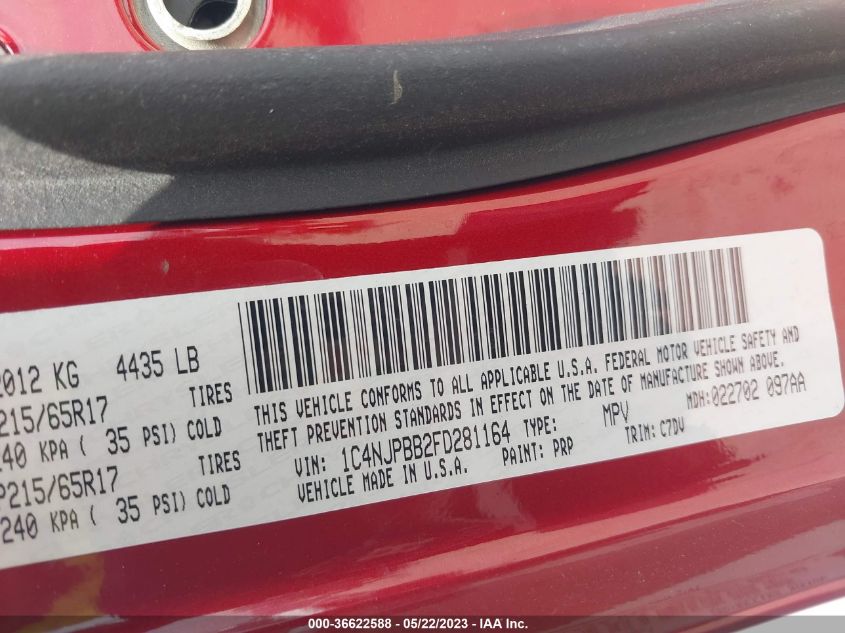 2012 KG 4435 LB
215/65R17 TIRES
240 KPA ( 35 PSI) COLD
P215/65R17 TIRES
240 KPA ( 35 PSI) COLD
THIS VEHICLE CONFORMS TO ALL APPLICABLE U.S.A. FEDERAL MOTOR VEHICLE SAFETY AND
THEFT PREVENTION STANDARDS IN EFFECT ON THE DATE OF MANUFACTURE SHOWN ABOVE.
VIN: 1C4NJPBB2FD281164 TYPE: MPV MDH: 022702 097AA
VEHICLE MADE IN U.S.A. PAINT: PRP TRIM: C7DV
000-36622588 - 05/22/2023 - IAA Inc.